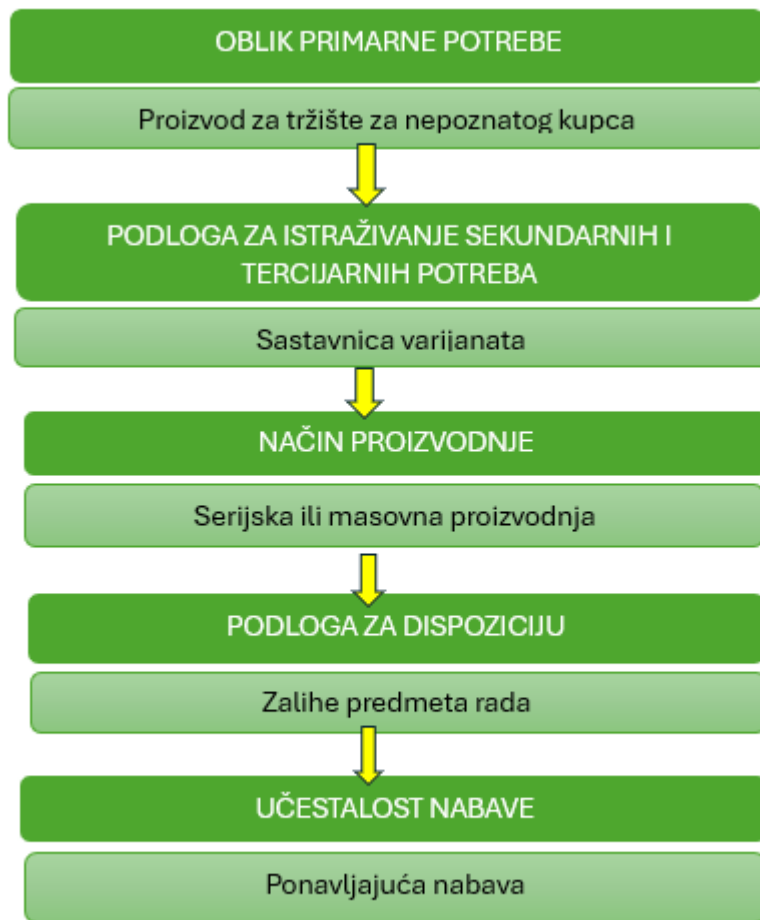 OBLIK PRIMARNE POTREBE
Proizvod za tržište za nepoznatog kupca
PODLOGA ZA ISTRAŽIVANJE SEKUNDARNIH I
TERCIJARNIH POTREBA
Sastavnica varijanata
NAČIN PROIZVODNJE
Serijska ili masovna proizvodnja
PODLOGA ZA DISPOZICIJU
Zalihe predmeta rada
UČESTALOST NABAVE
Ponavljajuća nabava